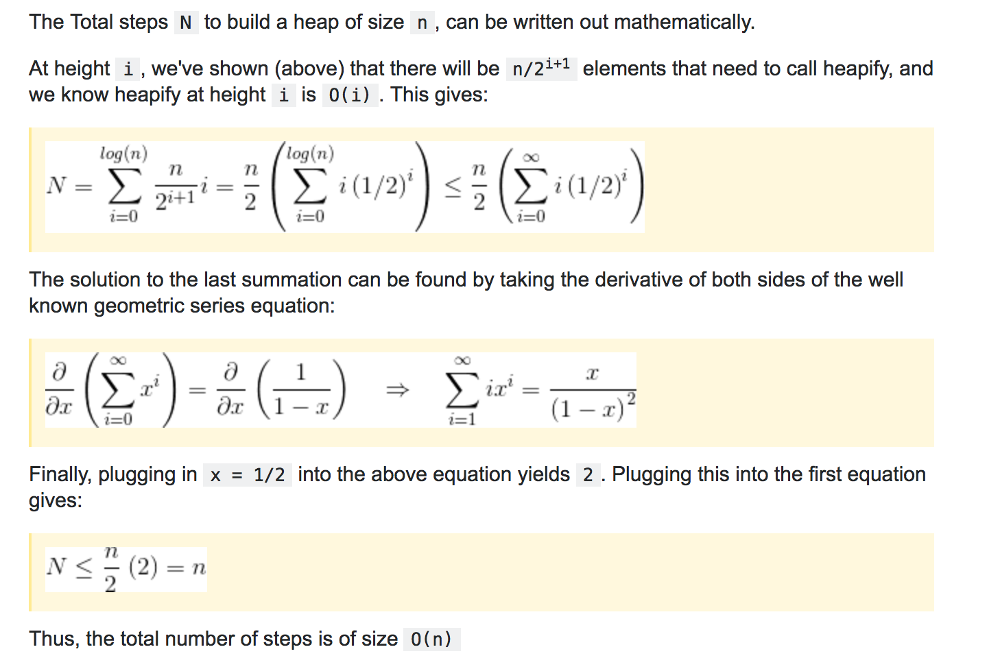 The Total steps N to build a heap of size n , can be written out mathematically.
At height i , we've shown (above) that there will be n/2^{i+1} elements that need to call heapify, and
we know heapify at height i is O(i) . This gives:
N = \sum_{i=0}^{log(n)} \frac{n}{2^{i+1}} i = \frac{n}{2} \left( \sum_{i=0}^{log(n)} i (1/2)^i \right) \leq \frac{n}{2} \left( \sum_{i=0}^{\infty} i (1/2)^i \right)
The solution to the last summation can be found by taking the derivative of both sides of the well
known geometric series equation:
\frac{\partial}{\partial x} \left( \sum_{i=0}^{\infty} x^i \right) = \frac{\partial}{\partial x} \left( \frac{1}{1 - x} \right) \Rightarrow \sum_{i=1}^{\infty} i x^i = \frac{x}{(1 - x)^2}
Finally, plugging in x = 1/2 into the above equation yields 2 . Plugging this into the first equation
gives:
N \leq \frac{n}{2} (2) = n
Thus, the total number of steps is of size O(n)